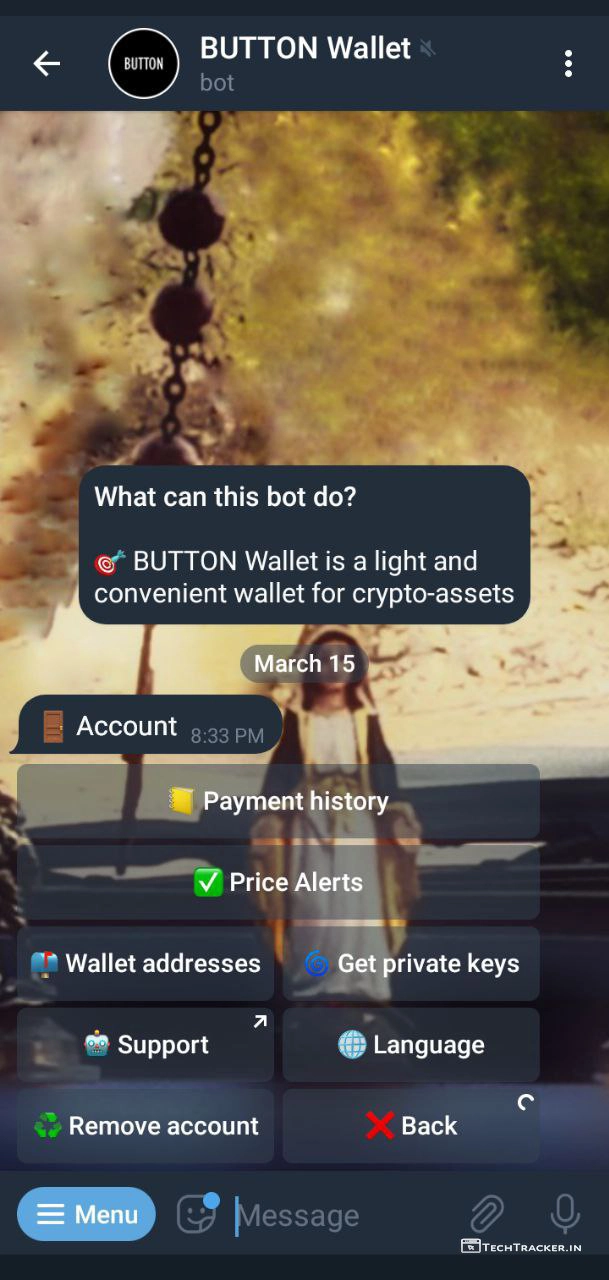 BUTTON
BUTTON Wallet
bot
What can this bot do?
🎯 BUTTON Wallet is a light and
convenient wallet for crypto-assets
March 15
🚪 Account 8:33 PM
📒 Payment history
✅ Price Alerts
📫 Wallet addresses
🌀 Get private keys
🤖 Support
🌐 Language
♻️ Remove account
❌ Back
Menu
Message
TECHTRACKER.IN